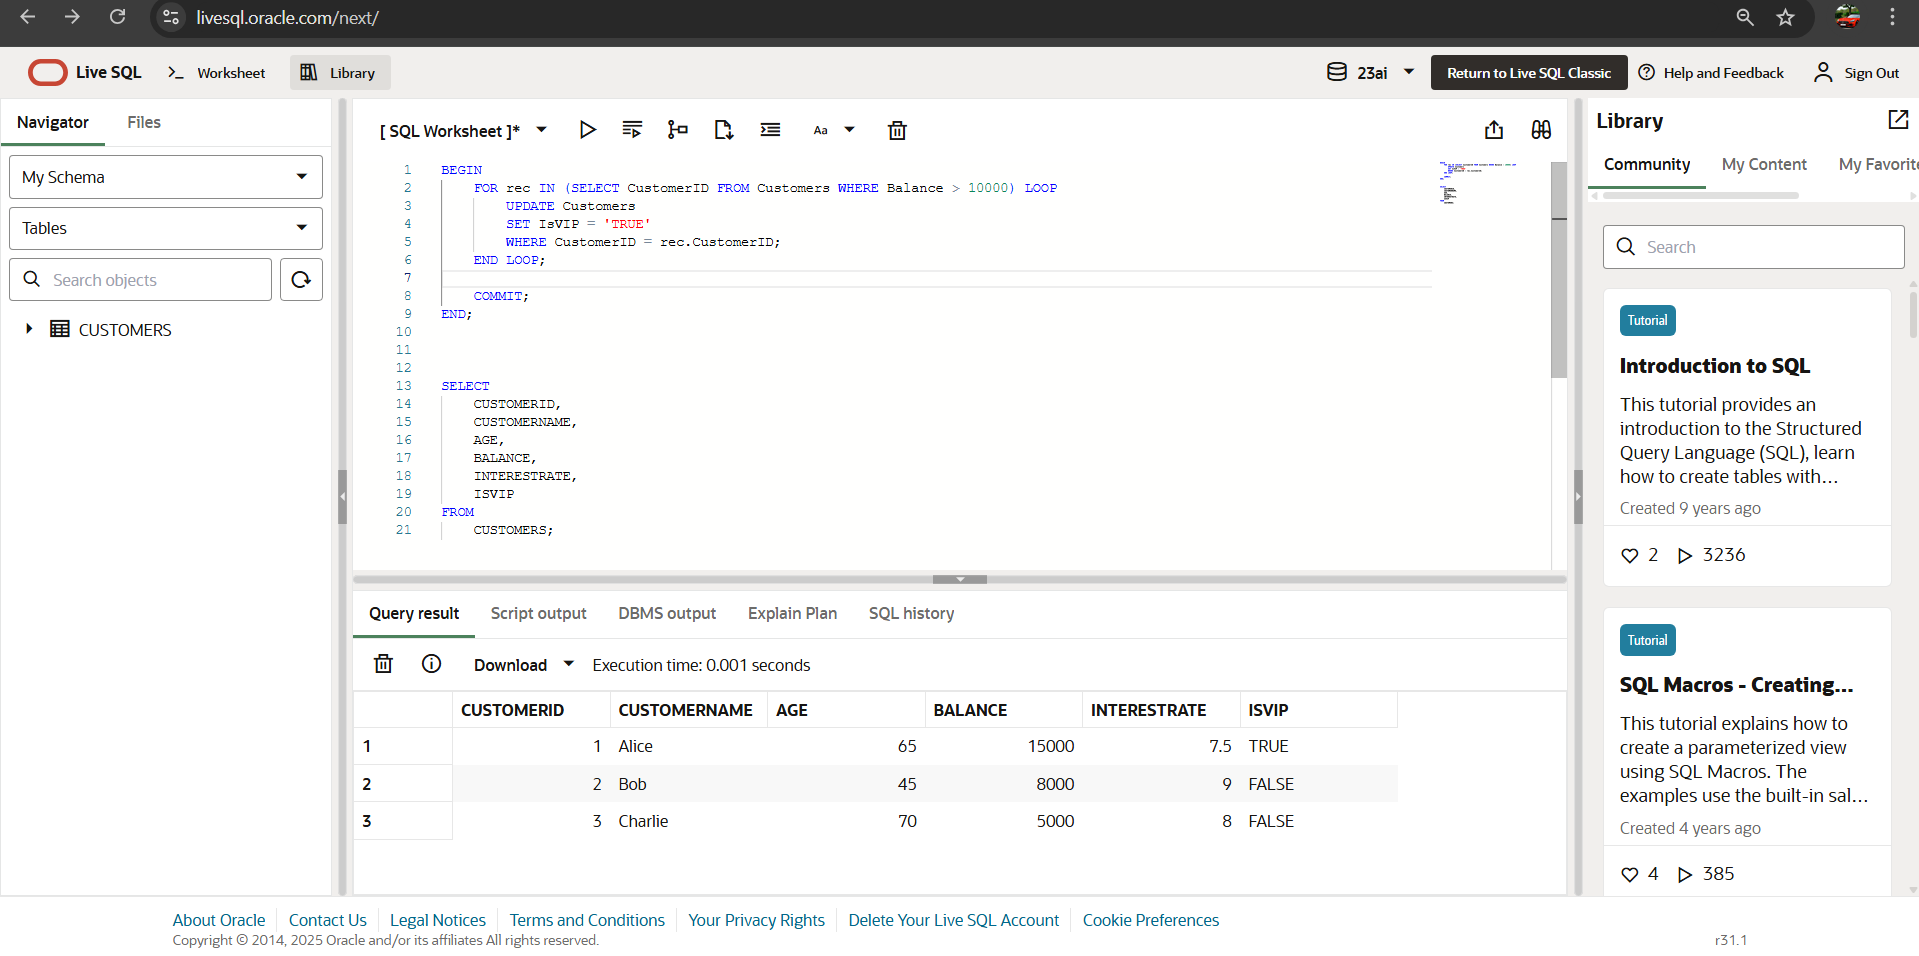 livesql.oracle.com/next/
Live SQL
Worksheet
Library
23ai
Return to Live SQL Classic
Help and Feedback
Sign Out
Navigator
Files
My Schema
Tables
Search objects
CUSTOMERS
[ SQL Worksheet ]*
Aa
1 BEGIN
2 FOR rec IN (SELECT CustomerID FROM Customers WHERE Balance > 10000) LOOP
3 UPDATE Customers
4 SET IsVIP = 'TRUE'
5 WHERE CustomerID = rec.CustomerID;
6 END LOOP;
7
8 COMMIT;
9 END;
10
11
12
13 SELECT
14 CUSTOMERID,
15 CUSTOMERNAME,
16 AGE,
17 BALANCE,
18 INTERESTRATE,
19 ISVIP
20 FROM
21 CUSTOMERS;
Query result
Script output
DBMS output
Explain Plan
SQL history
Download
Execution time: 0.001 seconds
CUSTOMERID CUSTOMERNAME AGE BALANCE INTERESTRATE ISVIP
1 1 Alice 65 15000 7.5 TRUE
2 2 Bob 45 8000 9 FALSE
3 3 Charlie 70 5000 8 FALSE
Library
Community
My Content
My Favorite
Search
Tutorial
Introduction to SQL
This tutorial provides an
introduction to the Structured
Query Language (SQL), learn
how to create tables with…
Created 9 years ago
2 3236
Tutorial
SQL Macros - Creating…
This tutorial explains how to
create a parameterized view
using SQL Macros. The
examples use the built-in sal…
Created 4 years ago
4 385
About Oracle
Contact Us
Legal Notices
Terms and Conditions
Your Privacy Rights
Delete Your Live SQL Account
Cookie Preferences
Copyright © 2014, 2025 Oracle and/or its affiliates All rights reserved.
r31.1